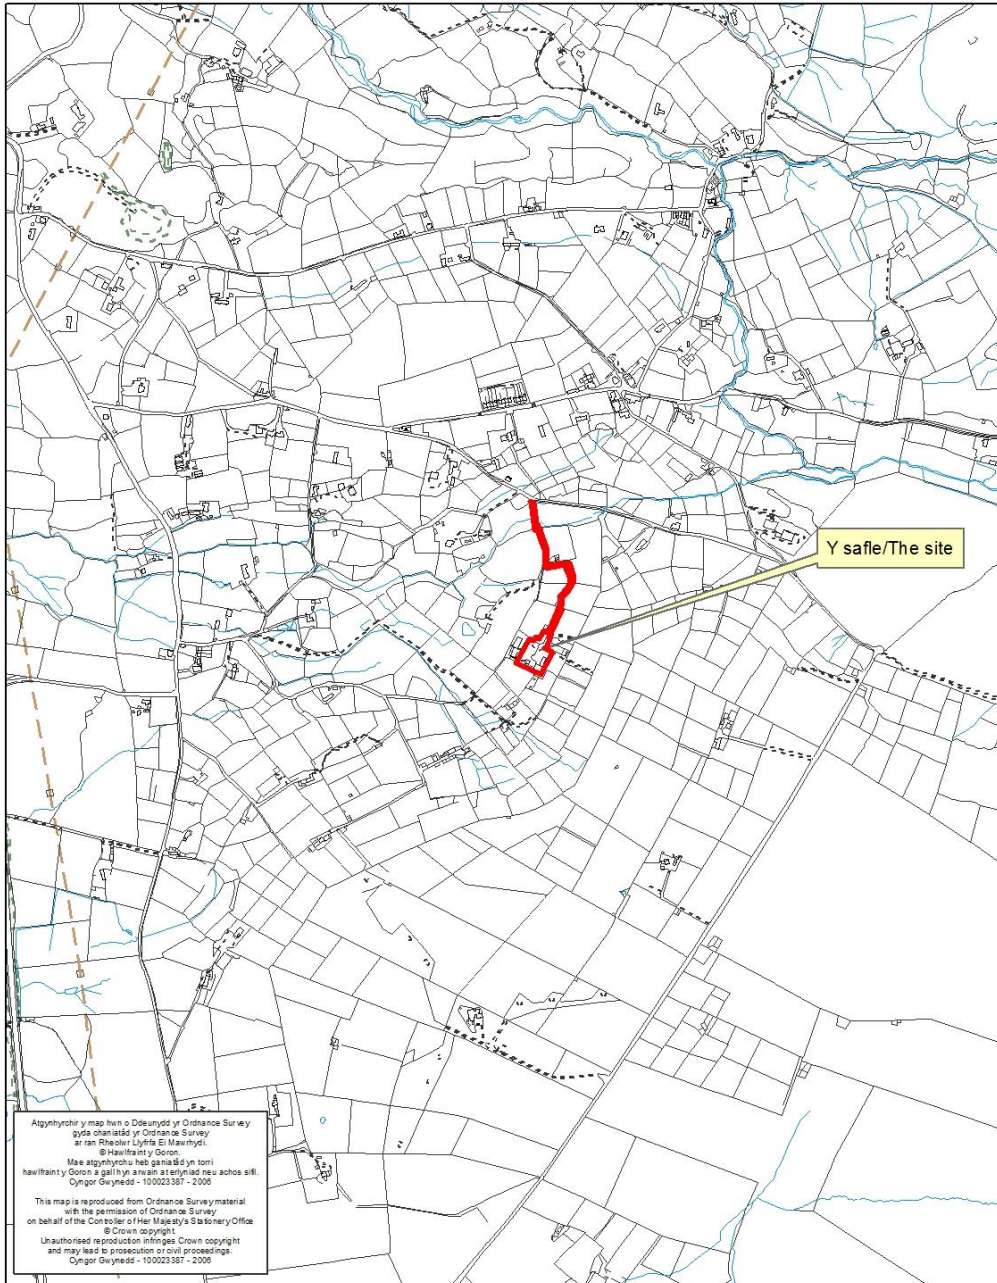 Y safle/The site
Atgynhyrchir y map hwn o Ddeunydd yr Ordnance Survey
gyda chaniatâd yr Ordnance Survey
ar ran Rheolwr Llyfrfa Ei Mawrhydi.
© Hawlfraint y Goron.
Mae atgynhyrchu heb ganiatâd yn torri
hawlfraint y Goron a gall hyn arwain at erlyniad neu achos sifil.
Cyngor Gwynedd - 100023387 - 2006
This map is reproduced from Ordnance Survey material
with the permission of Ordnance Survey
on behalf of the Controller of Her Majesty's Stationery Office
© Crown copyright.
Unauthorised reproduction infringes Crown copyright
and may lead to prosecution or civil proceedings.
Cyngor Gwynedd - 100023387 - 2006